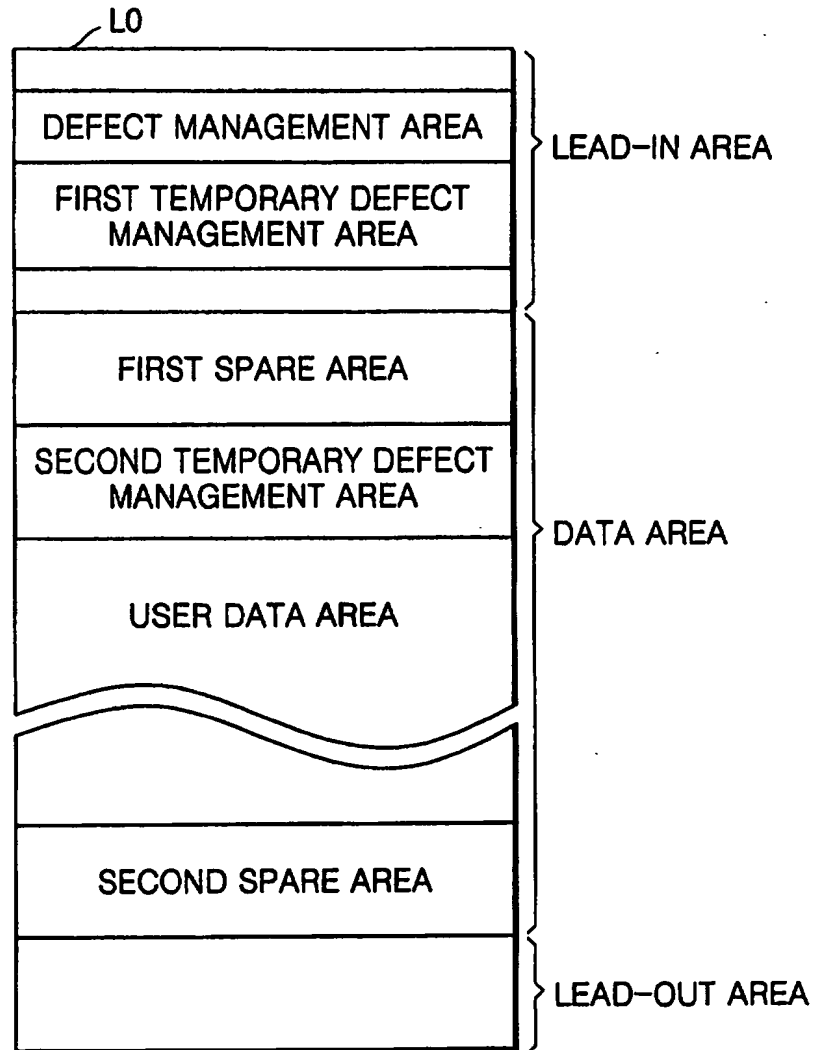 L0
DEFECT MANAGEMENT AREA
FIRST TEMPORARY DEFECT
MANAGEMENT AREA
LEAD-IN AREA
FIRST SPARE AREA
SECOND TEMPORARY DEFECT
MANAGEMENT AREA
USER DATA AREA
DATA AREA
SECOND SPARE AREA
LEAD-OUT AREA